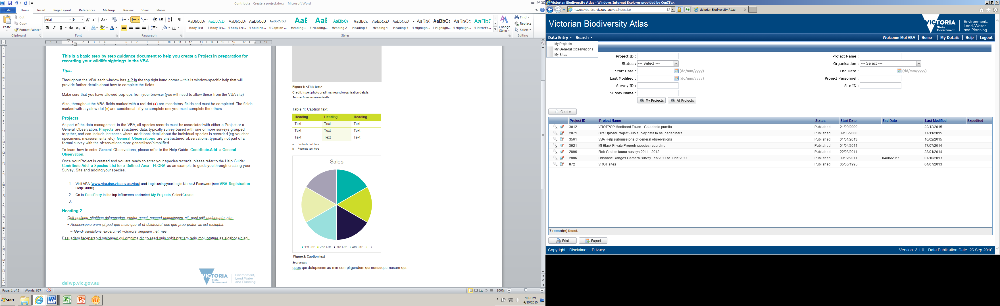 Contribute - Create a project.docx - Microsoft Word
File Home Insert Page Layout References Mailings Review View Places
Cut
Copy
Format Painter
Paste
Clipboard
Arial 9
Font
Paragraph
AaBbCcDı AaBbCcDı AaBbCcDı AaBbCcD AaBbCcDdE AaE AaE AaBbCı AaBbCc AaBbCcD AaBbCcD • AaBb( AaBbCc AaBbCı AaBbC
Body Text ¶ Body Tex... ¶ Body Tex... ¶ Bold He... ¶ Caption ... Heading 1 ¶ Heading... Heading 2 Heading 3 Heading 4 Heading 5 ¶ Highligh... ¶ Highligh... ¶ Highligh... ¶ Intro/Fe...
Styles
Change Styles
Find
Replace
Select
Editing
This is a basic step by step guidance document to help you create a Project in preparation for
recording your wildlife sightings in the VBA
Tips:
Throughout the VBA each window has a ? in the top right hand corner – this is window-specific help that will
provide further details about how to complete the fields.
Make sure that you have allowed pop-ups from your browser (you will need to allow these from the VBA site)
Also, throughout the VBA fields marked with a red dot (●) are mandatory fields and must be completed. The fields
marked with a yellow dot (●) are conditional - if you complete one you must complete the others.
Projects
As part of the data management in the VBA, all species records must be associated with either a Project or a
General Observation. Projects are structured data, typically survey based with one or more surveys grouped
together, and can include instances where additional detail about the individual species is recorded (eg voucher
specimens, measurements etc). General Observations are unstructured observations, typically not part of a
formal survey with the observations more generalised/simplified.
To learn how to enter General Observations, please refer to the Help Guide: Contribute-Add a General
Observation.
Once your Project is created and you are ready to enter your species records, please refer to the Help Guide:
Contribute-Add a Species List for a Defined Area - FLORA as an example to guide you through creating your
Survey, Site and adding your species.
1. Visit VBA (www.vba.dse.vic.gov.au/vba/) and Login using your Login Name & Password (see VBA Registration
Help Guide).
2. Go to Data Entry in the top left screen and select My Projects, Select Create.
3.
Heading 2
Odit pedipsu ntiatibus dolorepudae ventur acest, nossed unducienem nit, sunt odit audaerupta nim.
• Acesciisquia erum et ped que maio que et et dolutectet eos que prae pratur as est moluptat.
– Gendi sandoloris excerumet volorrora sequiam net, nes
Essusdam faceperspid maionsed qui omnime dic to esed quis nobit pratiam reris moluptature as eicabor eicieni.
delwp.vic.gov.au
VICTORIA
State
Government
Environment,
Land, Water
and Planning
Figure 1: <Title text>
Credit: Insert photo credit name and organisation details
Source: Insert-source-details
Table 1: Caption text
Heading Heading Heading
Text Text Text
Text Text Text
Text Text Text
a. Footnote text here
b. Footnote text here
Sales
1st Qtr 2nd Qtr 3rd Qtr 4th Qtr
Figure 2: Caption text
Source text
quos qui dolupienim as min con pligendem qui nonseque nusam qui.
Page: 1 of 3 Words: 637
100%
Start
4:12 PM
4/10/2016
Victorian Biodiversity Atlas - Windows Internet Explorer provided by CenITex
https://vba.dse.vic.gov.au/vba/index.jsp
Victorian Biodiversity Atlas
Victorian Biodiversity Atlas
VICTORIA
State
Government
Environment,
Land, Water
and Planning
Data Entry Search
Welcome Mel VBA | Home || My Details | Help | Logout
My Projects
My General Observations
My Sites
Project ID : Project Name :
Status : --- Select --- Organisation : --- Select ---
Start Date : (dd/mm/yyyy) End Date : (dd/mm/yyyy)
Last Modified : (dd/mm/yyyy) Project Personnel :
Survey ID : Site ID :
Survey Name :
My Projects All Projects
Create
Project ID Project Name Status Start Date End Date Last Modified Expedited
3012 VROTPOP Monitored Taxon - Caladenia pumila Published 21/09/2009 22/12/2015
2871 Site Upload Project - No survey data to be loaded here Published 09/03/2000 11/11/2015
3561 VBA Help submissions of general observations Published 01/01/2013 10/02/2015
3921 Mt Black Private Property species recording Published 01/04/2011 17/07/2014
2896 Rob Gration fauna surveys 2011 - 2012 Published 22/03/2011 28/01/2014
2886 Brisbane Ranges Camera Survey Feb 2011 to June 2011 Published 09/02/2011 04/06/2011 01/10/2013
872 VROT sites Published 05/05/1995 04/07/2013
7 record(s) found.
Print Export
Copyright Disclaimer Privacy
Version: 3.1.0 Data Publication Date: 26 Sep 2016